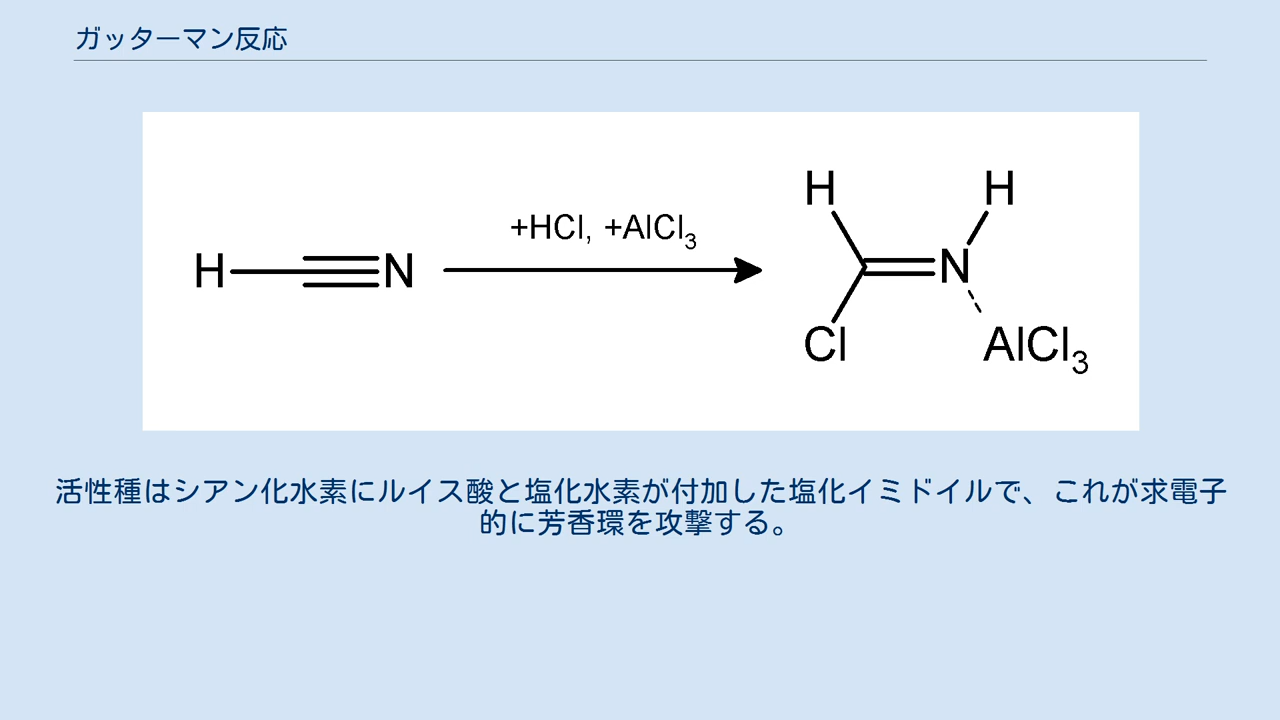 ガッターマン反応
H H
+HCl, +AlCl₃
H N N
Cl AlCl₃
活性種はシアン化水素にルイス酸と塩化水素が付加した塩化イミドイルで、これが求電子
的に芳香環を攻撃する。